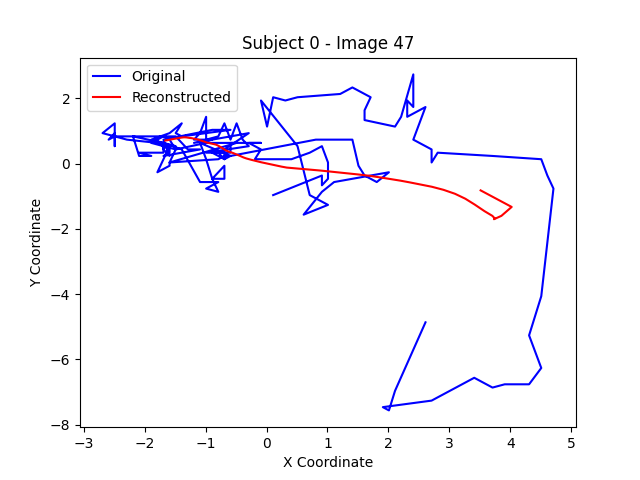 Subject 0 - Image 47
Original
Reconstructed
Y Coordinate
2
0
−2
−4
−6
−8
−3 −2 −1 0 1 2 3 4 5
X Coordinate